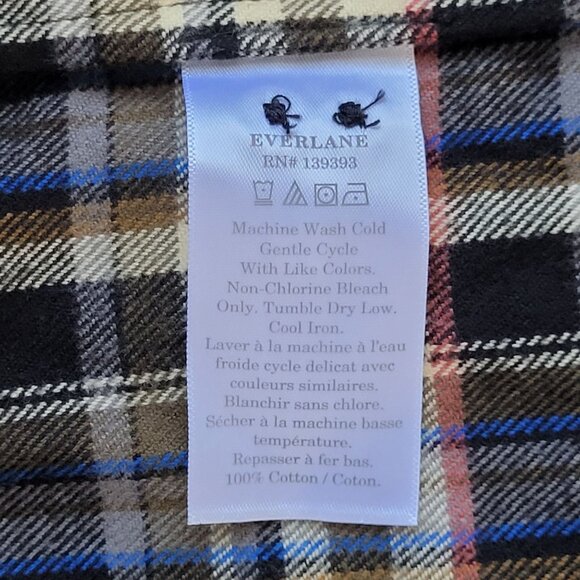 EVERLANE
RN# 139393
Machine Wash Cold
Gentle Cycle
With Like Colors.
Non-Chlorine Bleach
Only. Tumble Dry Low.
Cool Iron.
Laver à la machine à l'eau
froide cycle delicat avec
couleurs similaires.
Blanchir sans chlore.
Sécher à la machine basse
température.
Repasser à fer bas.
100% Cotton / Coton.